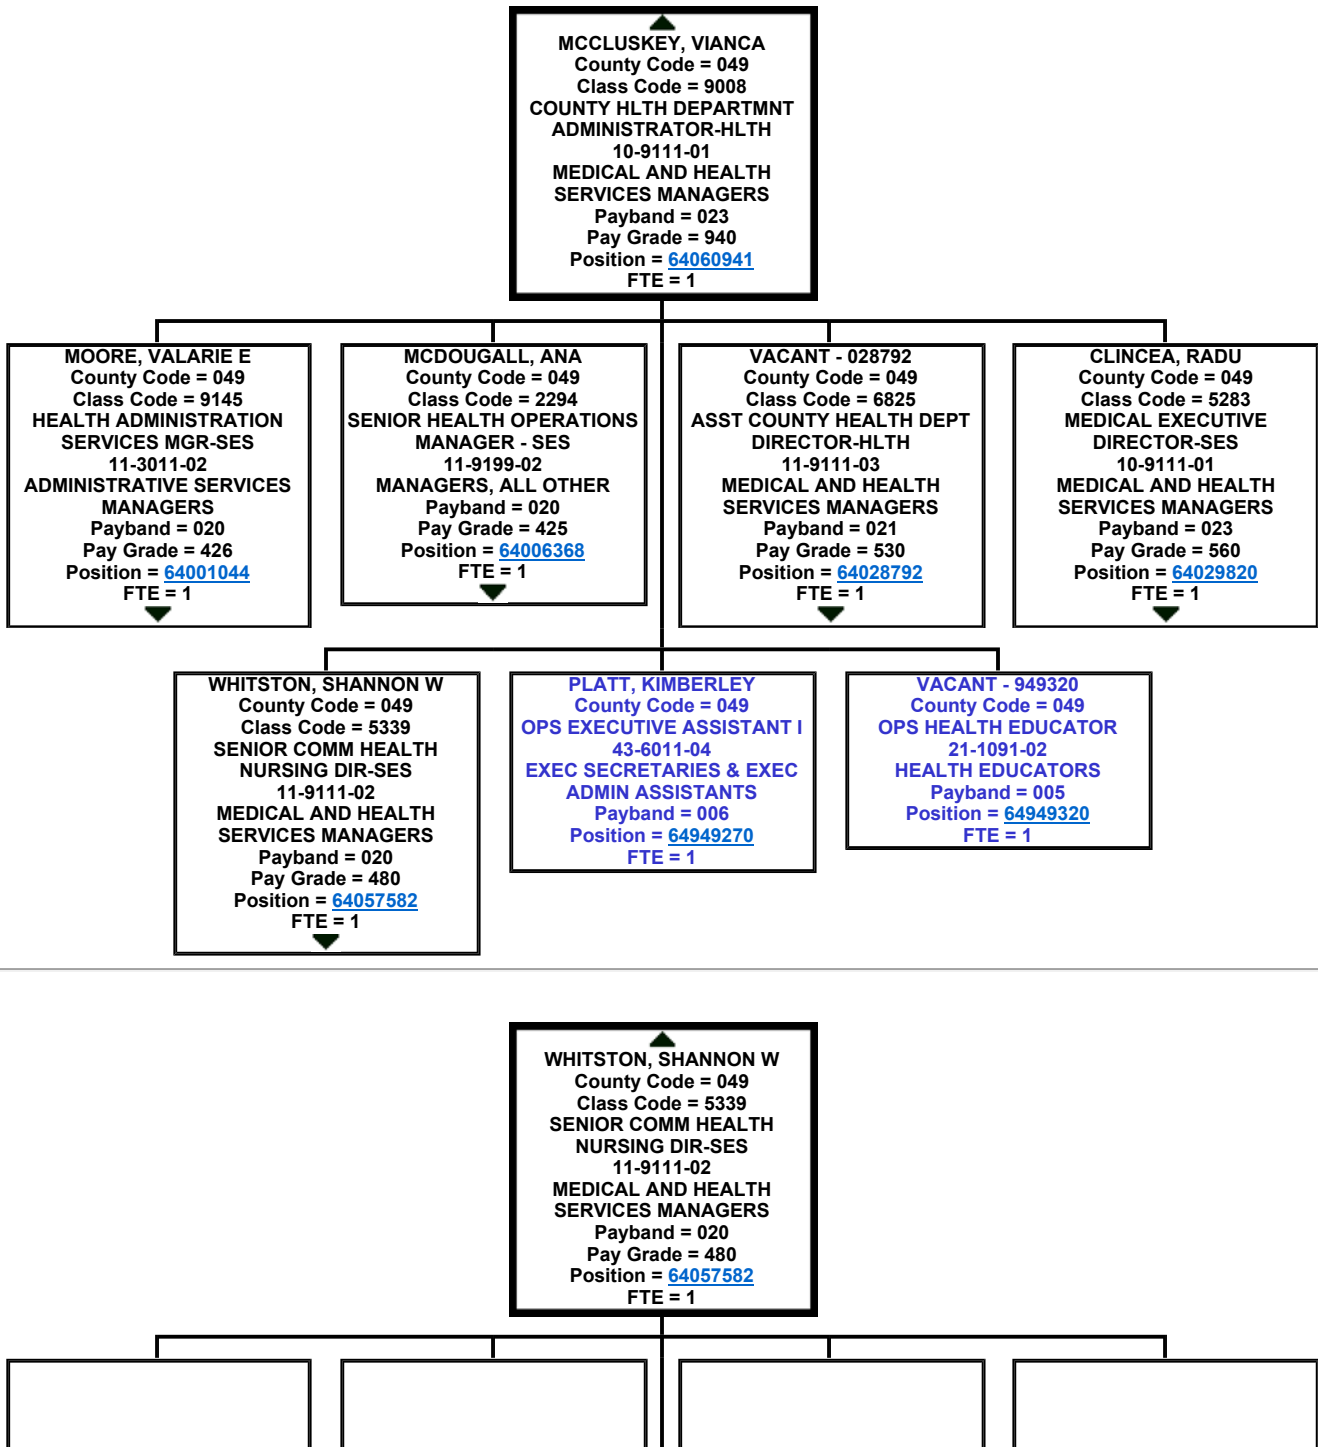 MCCLUSKEY, VIANCA
County Code = 049
Class Code = 9008
COUNTY HLTH DEPARTMNT
ADMINISTRATOR-HLTH
10-9111-01
MEDICAL AND HEALTH
SERVICES MANAGERS
Payband = 023
Pay Grade = 940
Position = 64060941
FTE = 1
MOORE, VALARIE E
County Code = 049
Class Code = 9145
HEALTH ADMINISTRATION
SERVICES MGR-SES
11-3011-02
ADMINISTRATIVE SERVICES
MANAGERS
Payband = 020
Pay Grade = 426
Position = 64001044
FTE = 1
MCDOUGALL, ANA
County Code = 049
Class Code = 2294
SENIOR HEALTH OPERATIONS
MANAGER - SES
11-9199-02
MANAGERS, ALL OTHER
Payband = 020
Pay Grade = 425
Position = 64006368
FTE = 1
VACANT - 028792
County Code = 049
Class Code = 6825
ASST COUNTY HEALTH DEPT
DIRECTOR-HLTH
11-9111-03
MEDICAL AND HEALTH
SERVICES MANAGERS
Payband = 021
Pay Grade = 530
Position = 64028792
FTE = 1
CLINCEA, RADU
County Code = 049
Class Code = 5283
MEDICAL EXECUTIVE
DIRECTOR-SES
10-9111-01
MEDICAL AND HEALTH
SERVICES MANAGERS
Payband = 023
Pay Grade = 560
Position = 64029820
FTE = 1
WHITSTON, SHANNON W
County Code = 049
Class Code = 5339
SENIOR COMM HEALTH
NURSING DIR-SES
11-9111-02
MEDICAL AND HEALTH
SERVICES MANAGERS
Payband = 020
Pay Grade = 480
Position = 64057582
FTE = 1
PLATT, KIMBERLEY
County Code = 049
OPS EXECUTIVE ASSISTANT I
43-6011-04
EXEC SECRETARIES & EXEC
ADMIN ASSISTANTS
Payband = 006
Position = 64949270
FTE = 1
VACANT - 949320
County Code = 049
OPS HEALTH EDUCATOR
21-1091-02
HEALTH EDUCATORS
Payband = 005
Position = 64949320
FTE = 1
WHITSTON, SHANNON W
County Code = 049
Class Code = 5339
SENIOR COMM HEALTH
NURSING DIR-SES
11-9111-02
MEDICAL AND HEALTH
SERVICES MANAGERS
Payband = 020
Pay Grade = 480
Position = 64057582
FTE = 1